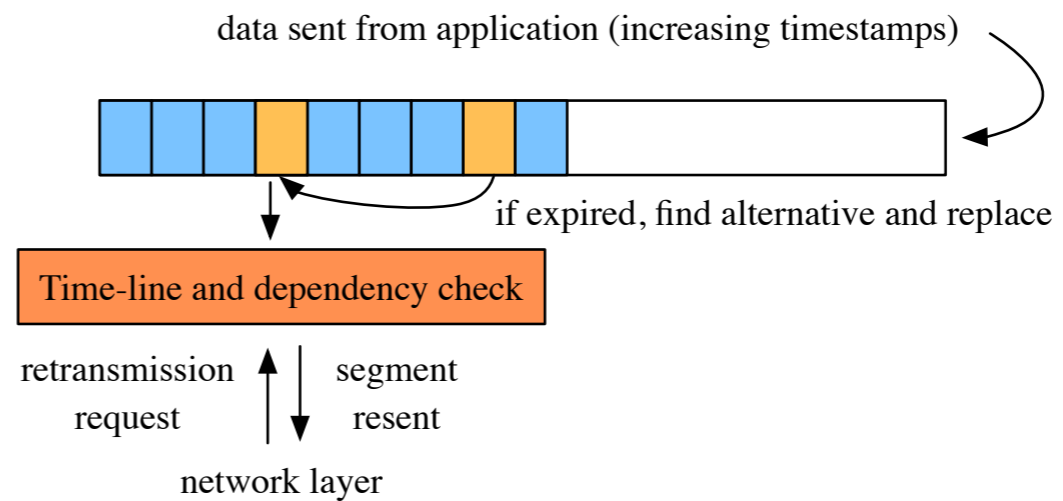 data sent from application (increasing timestamps)
if expired, find alternative and replace
Time-line and dependency check
retransmission
request
segment
resent
network layer